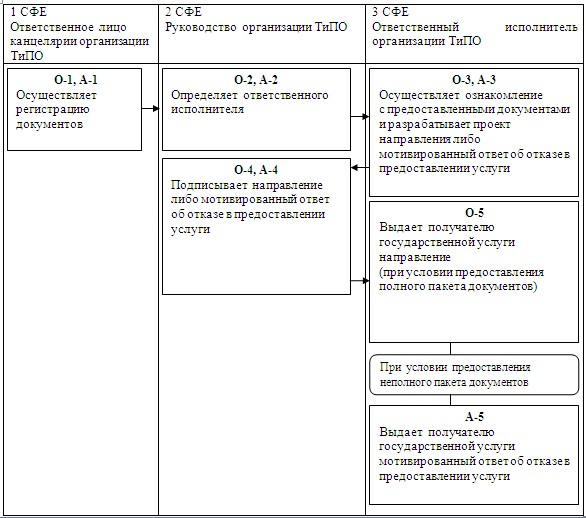 1 СФЕ
Ответственное лицо
канцелярии организации
ТиПО
2 СФЕ
Руководство организации ТиПО
3 СФЕ
Ответственный исполнитель
организации ТиПО
О-1, А-1
Осуществляет
регистрацию
документов
О-2, А-2
Определяет ответственного
исполнителя
О-3, А-3
Осуществляет ознакомление
с предоставленными документами
и разрабатывает проект
направления либо
мотивированный ответ об отказе в
предоставлении услуги
О-4, А-4
Подписывает направление
либо мотивированный ответ
об отказе в предоставлении
услуги
О-5
Выдает получателю
государственной услуги
направление
(при условии предоставления
полного пакета документов)
При условии предоставления
неполного пакета документов
А-5
Выдает получателю
государственной услуги
мотивированный ответ об отказе в
предоставлении услуги